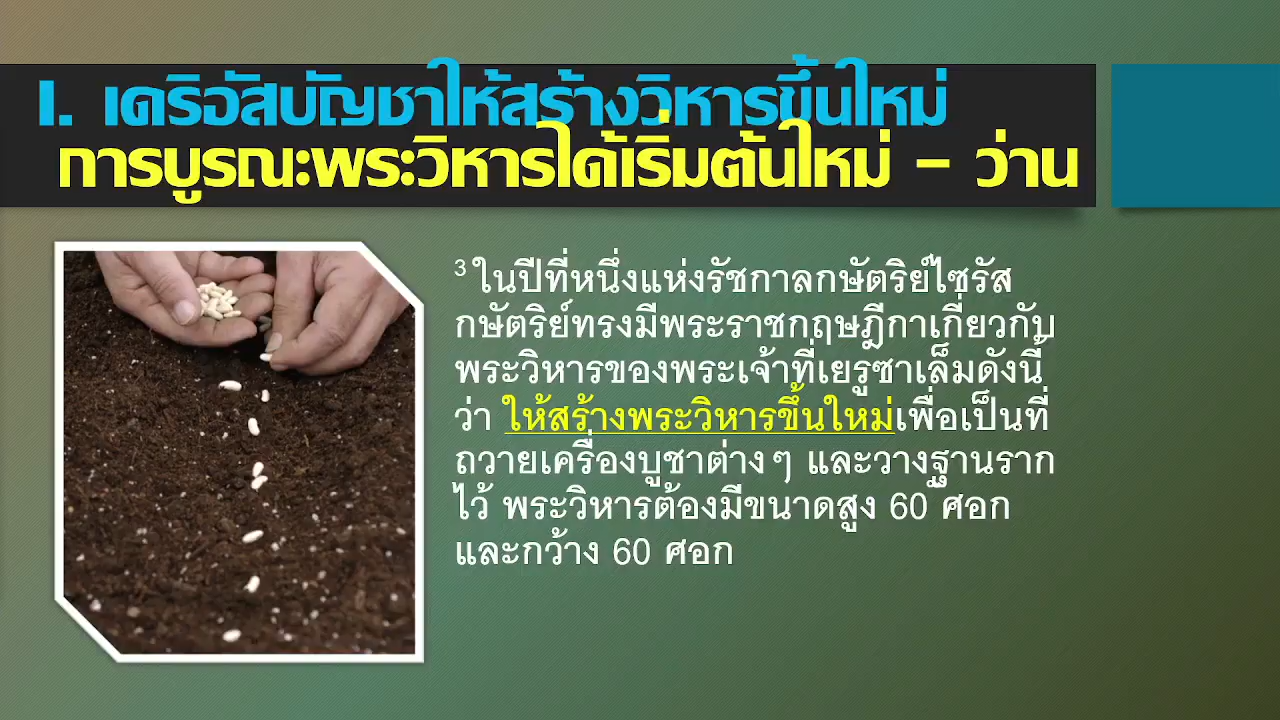 I. เดริอัสบัญชาให้สร้างวิหารขึ้นใหม่
การบูรณะพระวิหารได้เริ่มต้นใหม่ – ว่าน
3 ในปีที่หนึ่งแห่งรัชกาลกษัตริย์ไซรัส
กษัตริย์ทรงมีพระราชกฤษฎีกาเกี่ยวกับ
พระวิหารของพระเจ้าที่เยรูซาเล็มดังนี้
ว่า ให้สร้างพระวิหารขึ้นใหม่เพื่อเป็นที่
ถวายเครื่องบูชาต่างๆ และวางฐานราก
ไว้ พระวิหารต้องมีขนาดสูง 60 ศอก
และกว้าง 60 ศอก